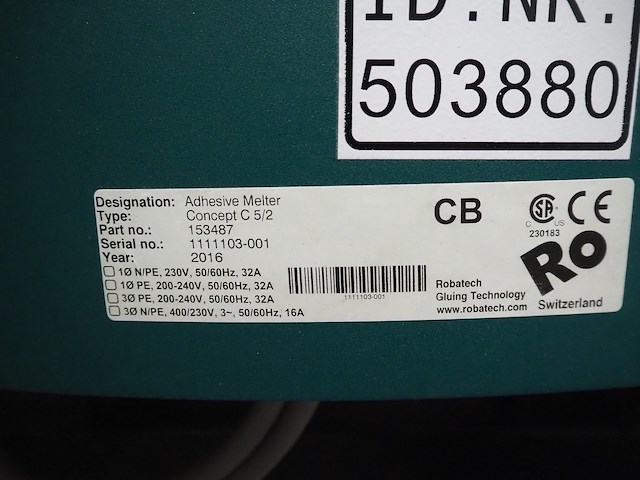 ID.NR.
503880
Designation: Adhesive Melter
Type: Concept C 5/2
Part no.: 153487
Serial no.: 1111103-001
Year: 2016
1Ø N/PE, 230V, 50/60Hz, 32A
1Ø PE, 200-240V, 50/60Hz, 32A
3Ø PE, 200-240V, 50/60Hz, 32A
3Ø N/PE, 400/230V, 3~, 50/60Hz, 16A
1111103-001
CB
Robatech
Gluing Technology
www.robatech.com
C SA US
230183
CE
Ro
Switzerland